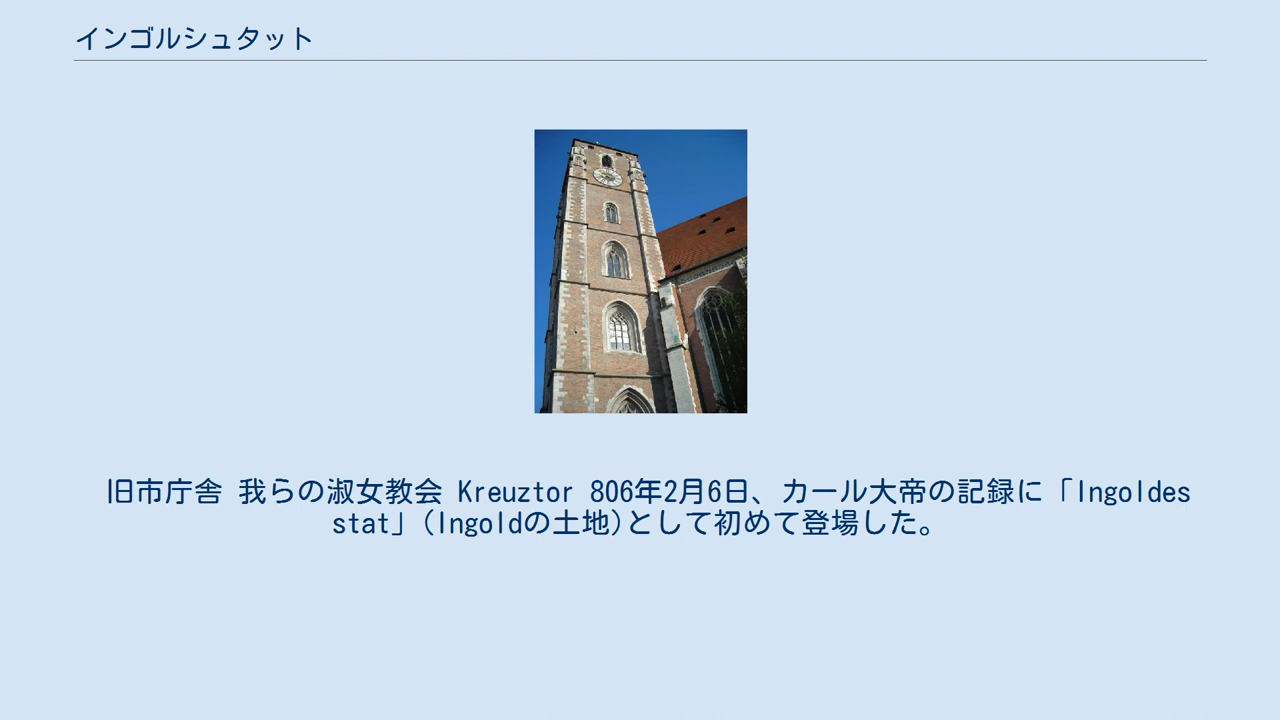 インゴルシュタット
旧市庁舎 我らの淑女教会 Kreuztor 806年2月6日、カール大帝の記録に「Ingoldes
stat」(Ingoldの土地)として初めて登場した。